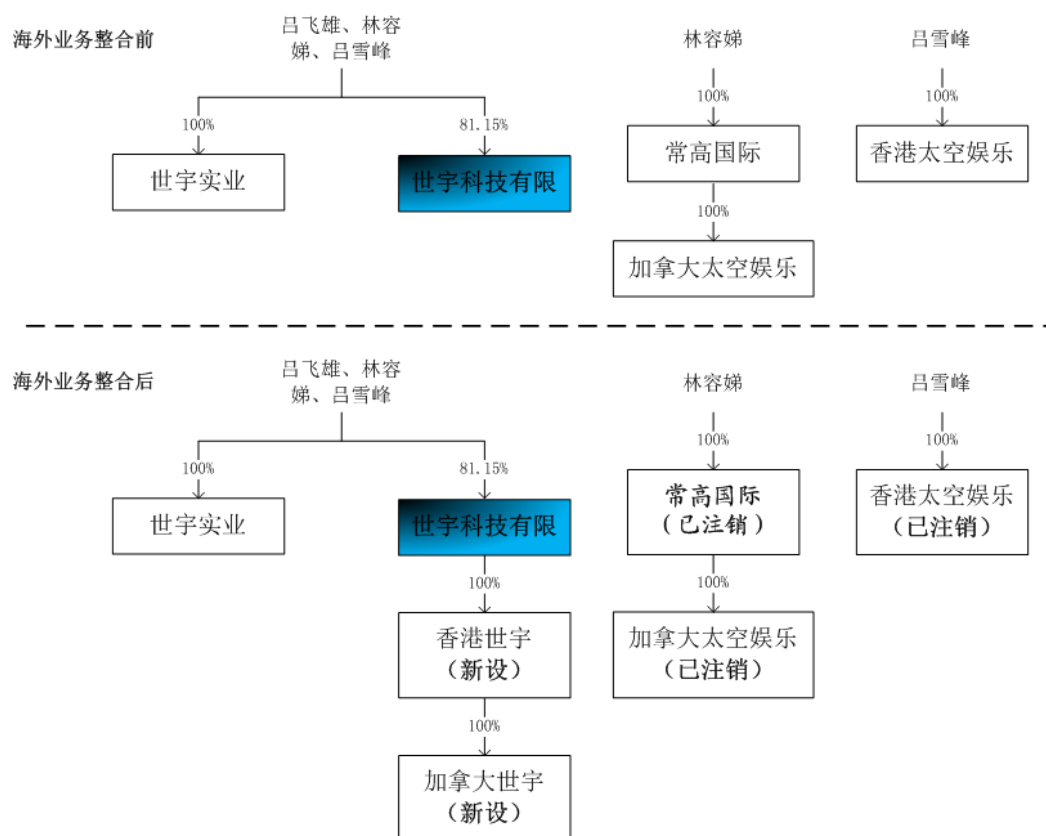 海外业务整合前
吕飞雄、林容
娣、吕雪峰
林容娣
吕雪峰
100%
81.15%
100%
100%
世宇实业
世宇科技有限
常高国际
香港太空娱乐
100%
加拿大太空娱乐
海外业务整合后
吕飞雄、林容
娣、吕雪峰
林容娣
吕雪峰
100%
81.15%
100%
100%
世宇实业
世宇科技有限
常高国际
（已注销）
香港太空娱乐
（已注销）
100%
100%
香港世宇
（新设）
加拿大太空娱乐
（已注销）
100%
加拿大世宇
（新设）